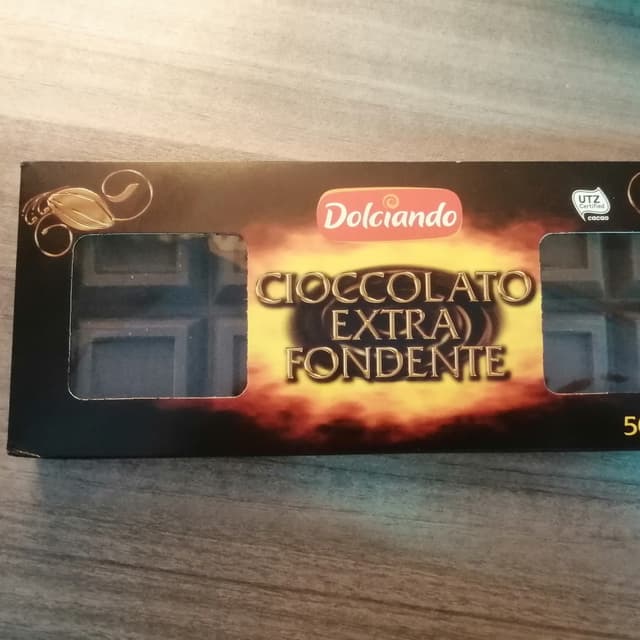 Dolciando
UTZ
Certified
cacao
CIOCCOLATO
EXTRA
FONDENTE